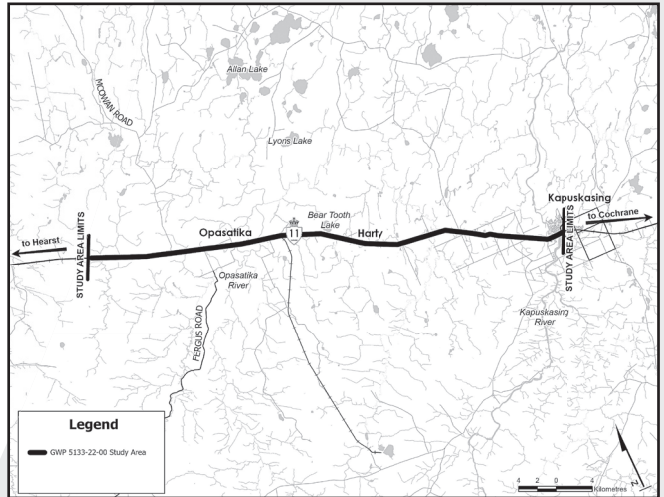 Allan Lake
MCOWAN ROAD
Lyons Lake
Kapuskasing
to Cochrane
STUDY AREA LIMITS
Bear Tooth
Lake
11
Opasatika
Harty
to Hearst
STUDY AREA LIMITS
Opasatika
River
FERGUS ROAD
Kapuskasing
River
Legend
GWP 5133-22-00 Study Area
4 2 0 4
Kilometres
N